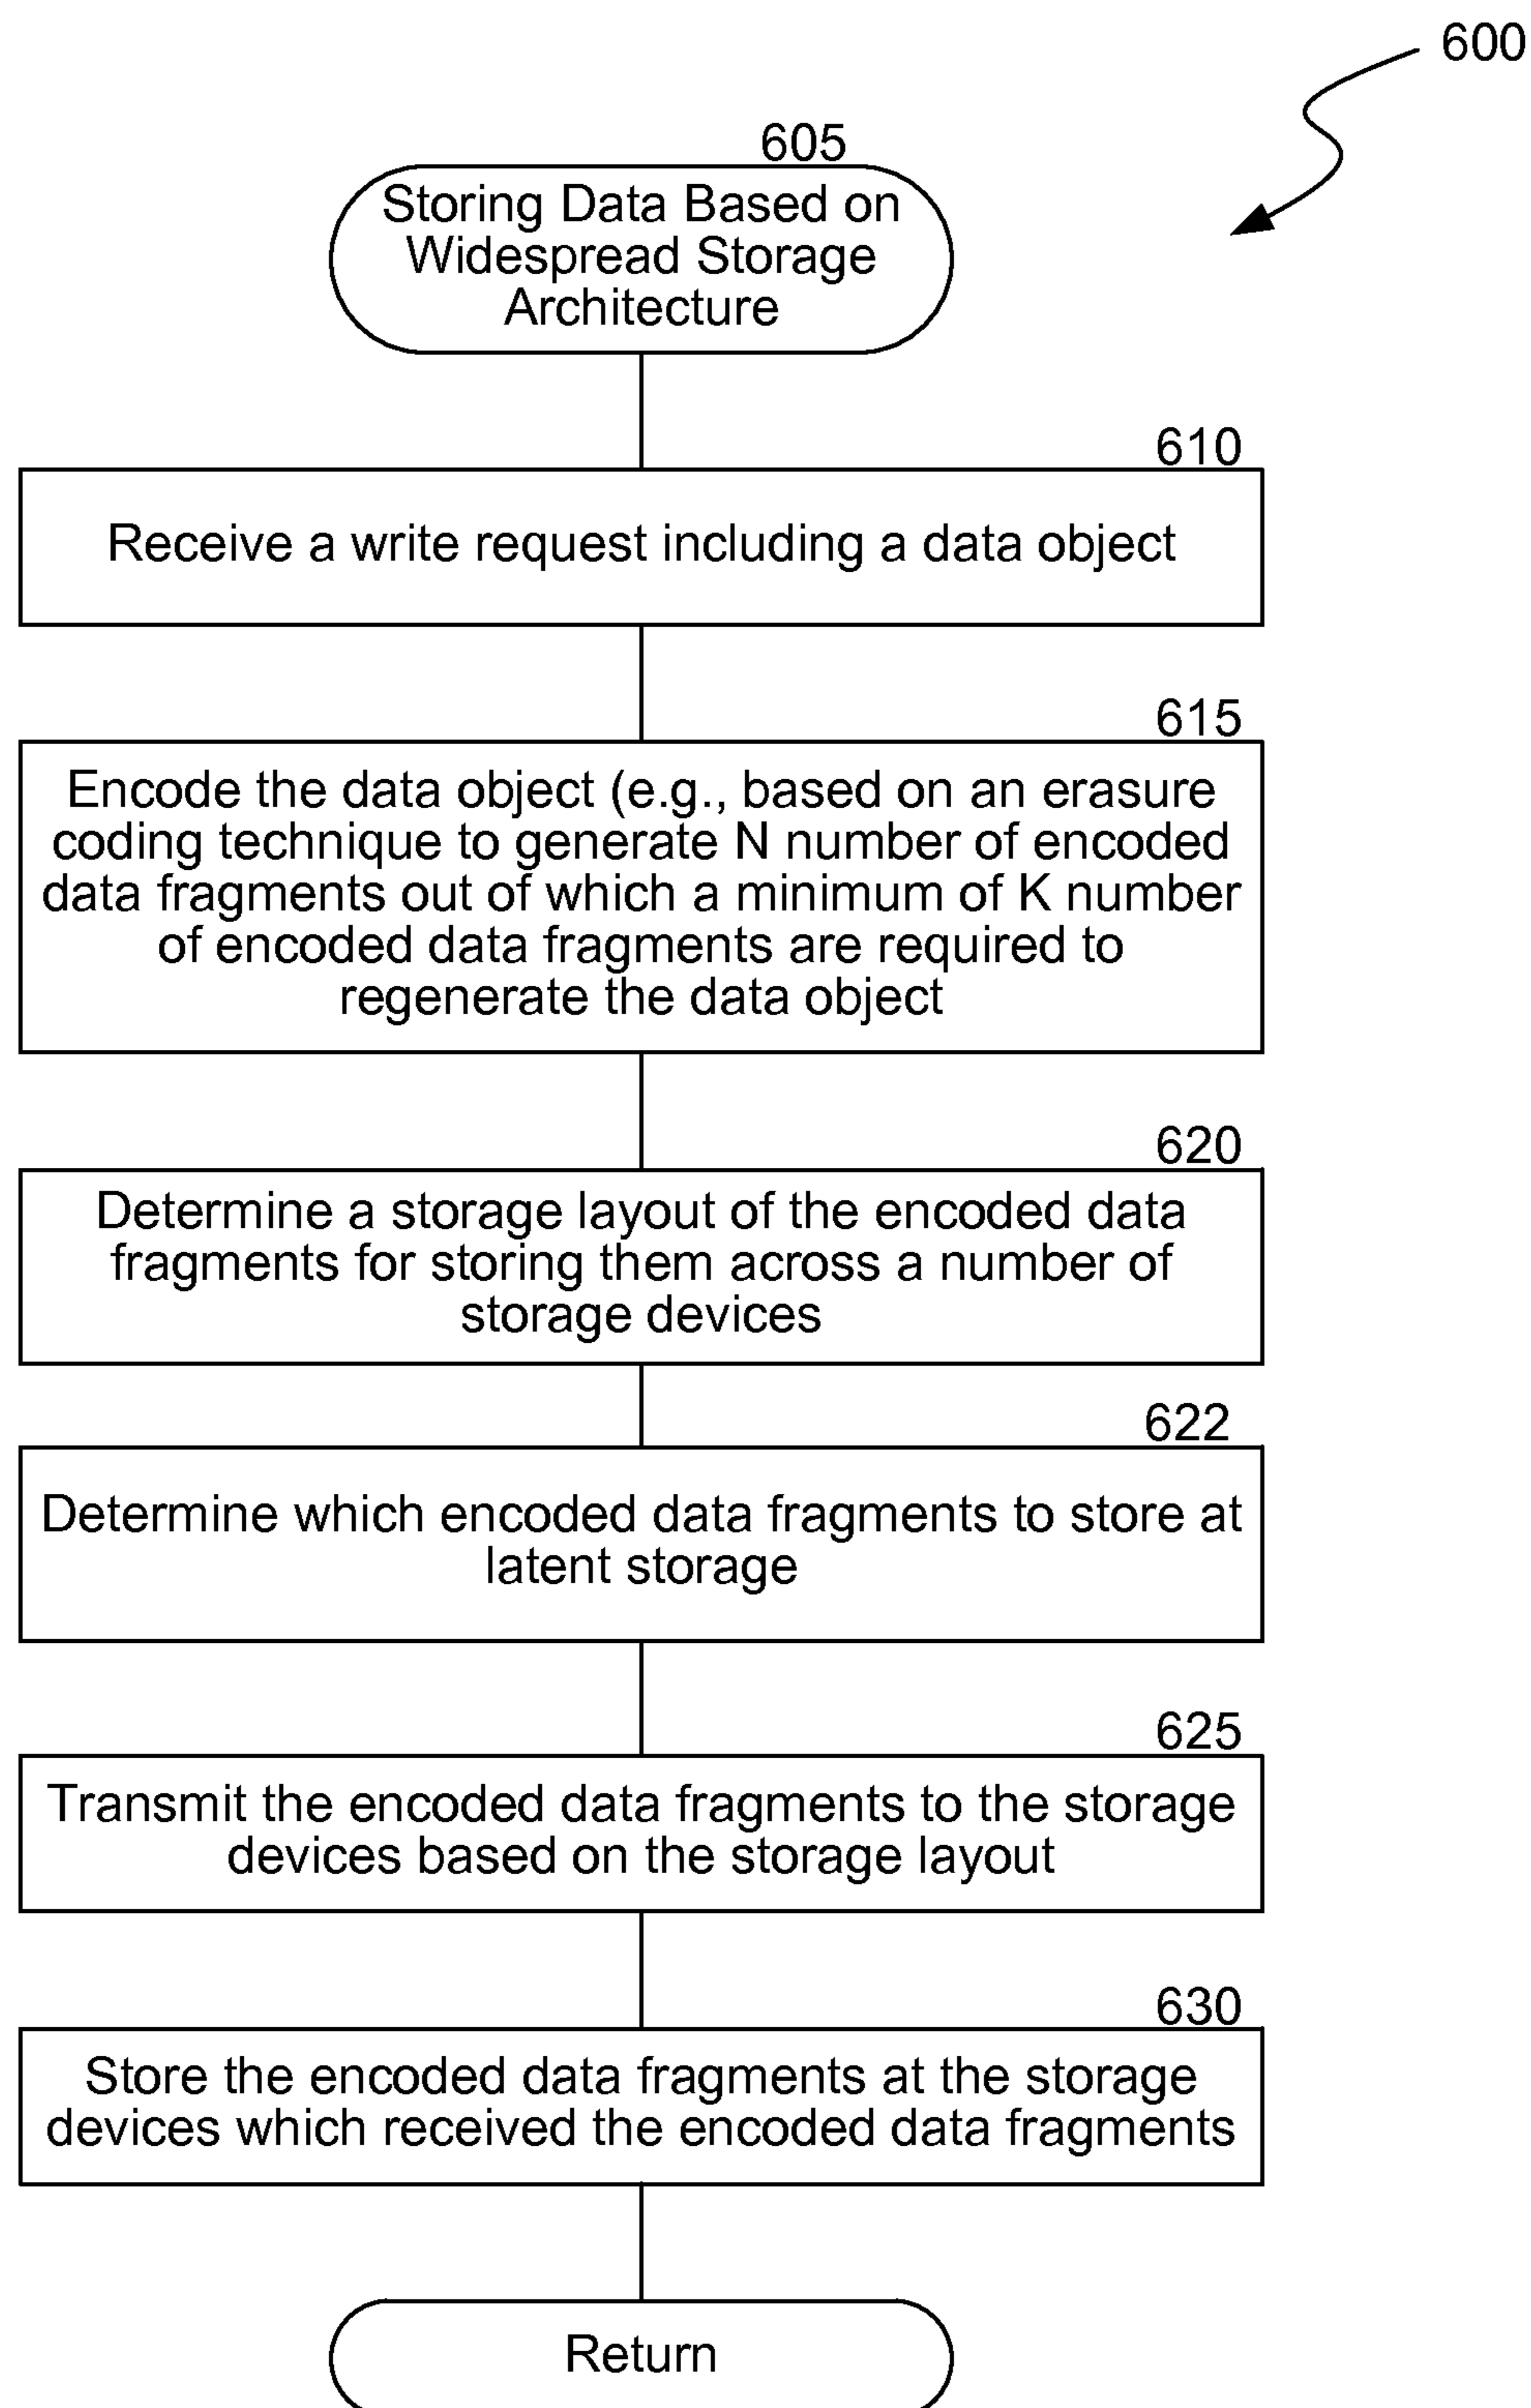 600
605
Storing Data Based on
Widespread Storage
Architecture
610
Receive a write request including a data object
615
Encode the data object (e.g., based on an erasure
coding technique to generate N number of encoded
data fragments out of which a minimum of K number
of encoded data fragments are required to
regenerate the data object
620
Determine a storage layout of the encoded data
fragments for storing them across a number of
storage devices
622
Determine which encoded data fragments to store at
latent storage
625
Transmit the encoded data fragments to the storage
devices based on the storage layout
630
Store the encoded data fragments at the storage
devices which received the encoded data fragments
Return